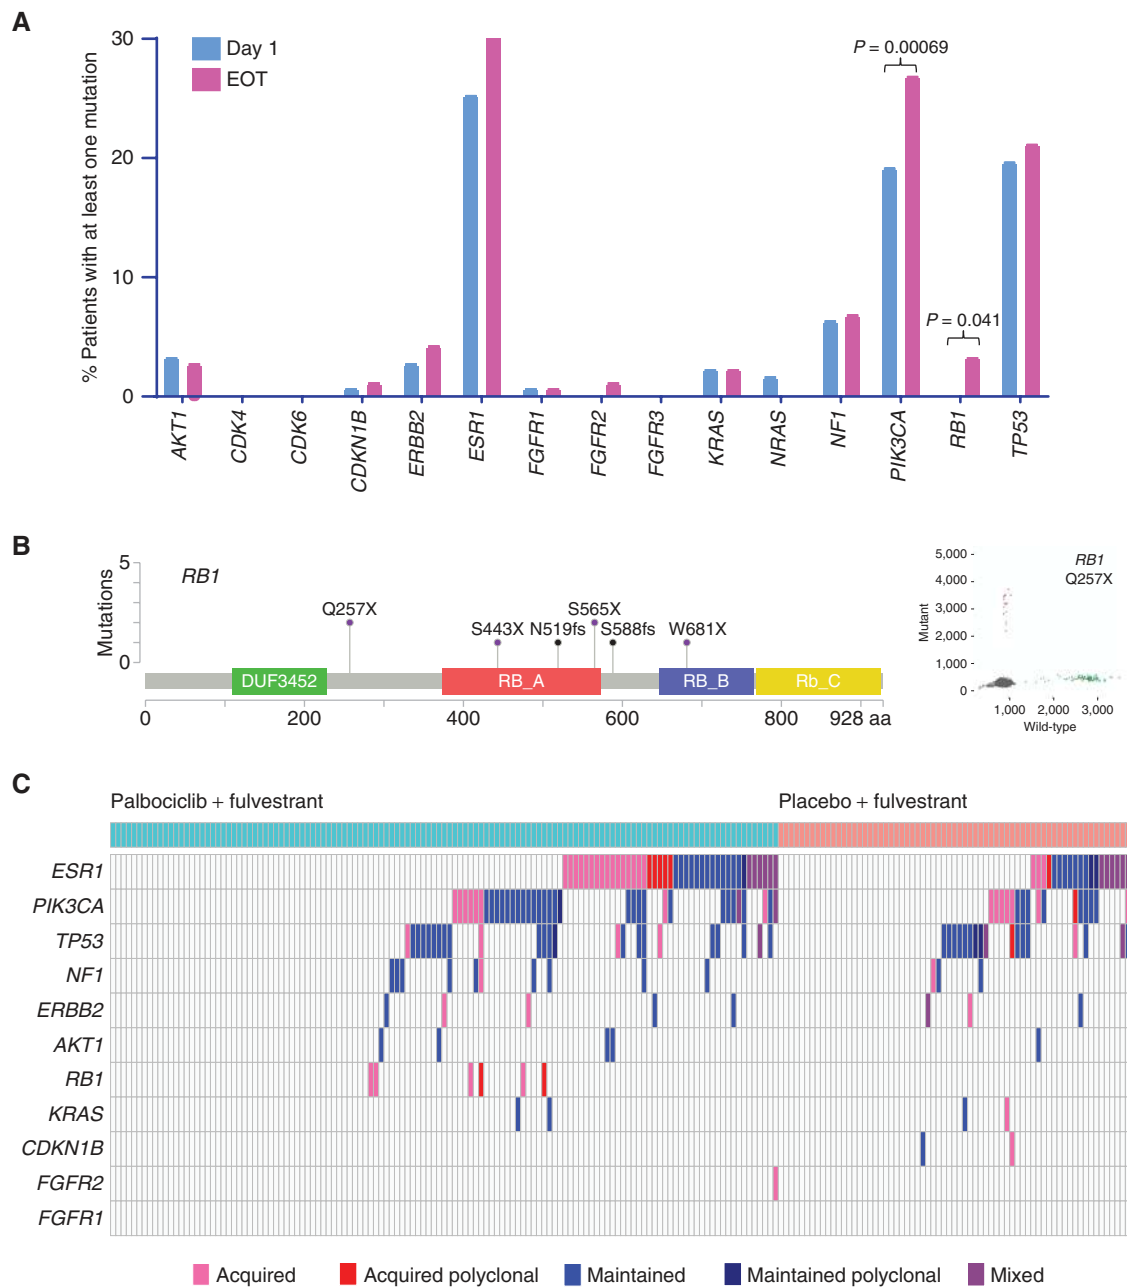 A
30
20
10
0
% Patients with at least one mutation
Day 1
EOT
P = 0.00069
P = 0.041
AKT1
CDK4
CDK6
CDKN1B
ERBB2
ESR1
FGFR1
FGFR2
FGFR3
KRAS
NRAS
NF1
PIK3CA
RB1
TP53
B
Mutations
5
0
RB1
Q257X
S443X
N519fs
S565X
S588fs
W681X
DUF3452
RB_A
RB_B
Rb_C
0 200 400 600 800 928 aa
Mutant
5,000 -
4,000 -
3,000 -
2,000 -
1,000 -
0 -
RB1
Q257X
1,000 2,000 3,000
Wild-type
C
Palbociclib + fulvestrant Placebo + fulvestrant
ESR1
PIK3CA
TP53
NF1
ERBB2
AKT1
RB1
KRAS
CDKN1B
FGFR2
FGFR1
Acquired Acquired polyclonal Maintained Maintained polyclonal Mixed